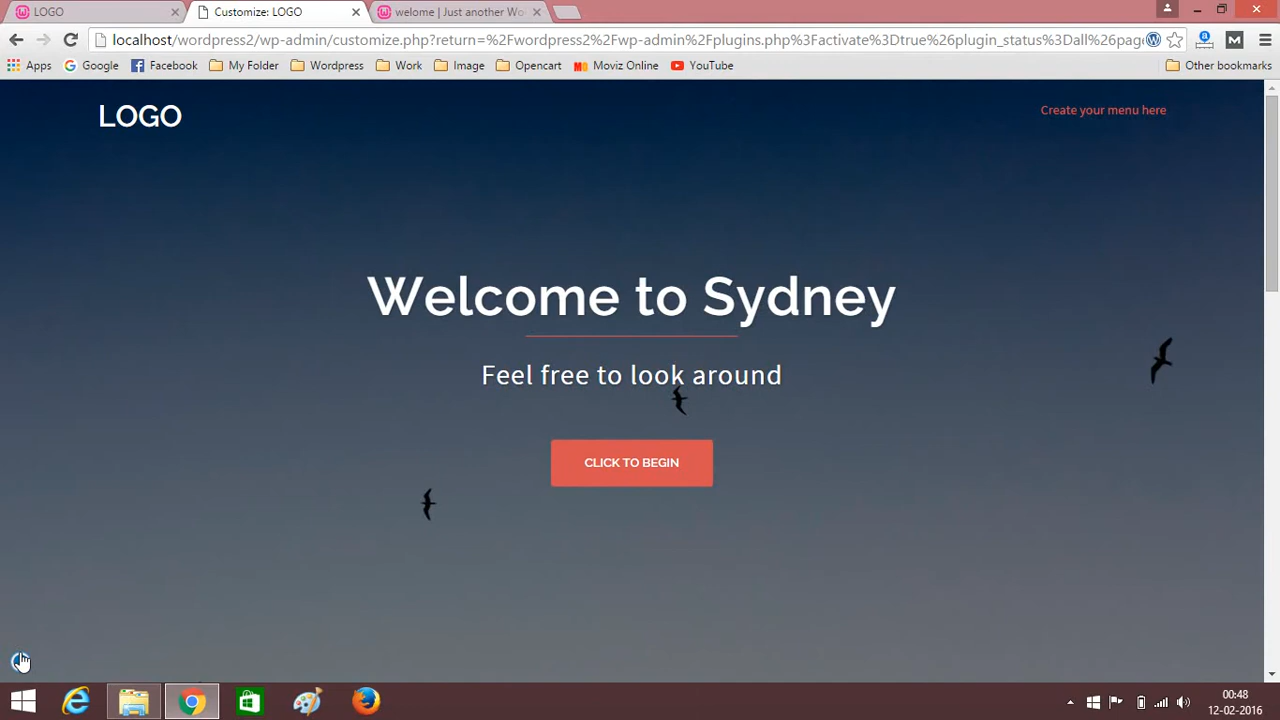 LOGO
Customize: LOGO
welome | Just another Wo
localhost/wordpress2/wp-admin/customize.php?return=%2Fwordpress2%2Fwp-admin%2Fplugins.php%3Factivate%3Dtrue%26plugin_status%3Dall%26page
Apps Google Facebook My Folder Wordpress Work Image Opencart Moviz Online YouTube Other bookmarks
LOGO
Create your menu here
Welcome to Sydney
Feel free to look around
CLICK TO BEGIN
00:48
12-02-2016